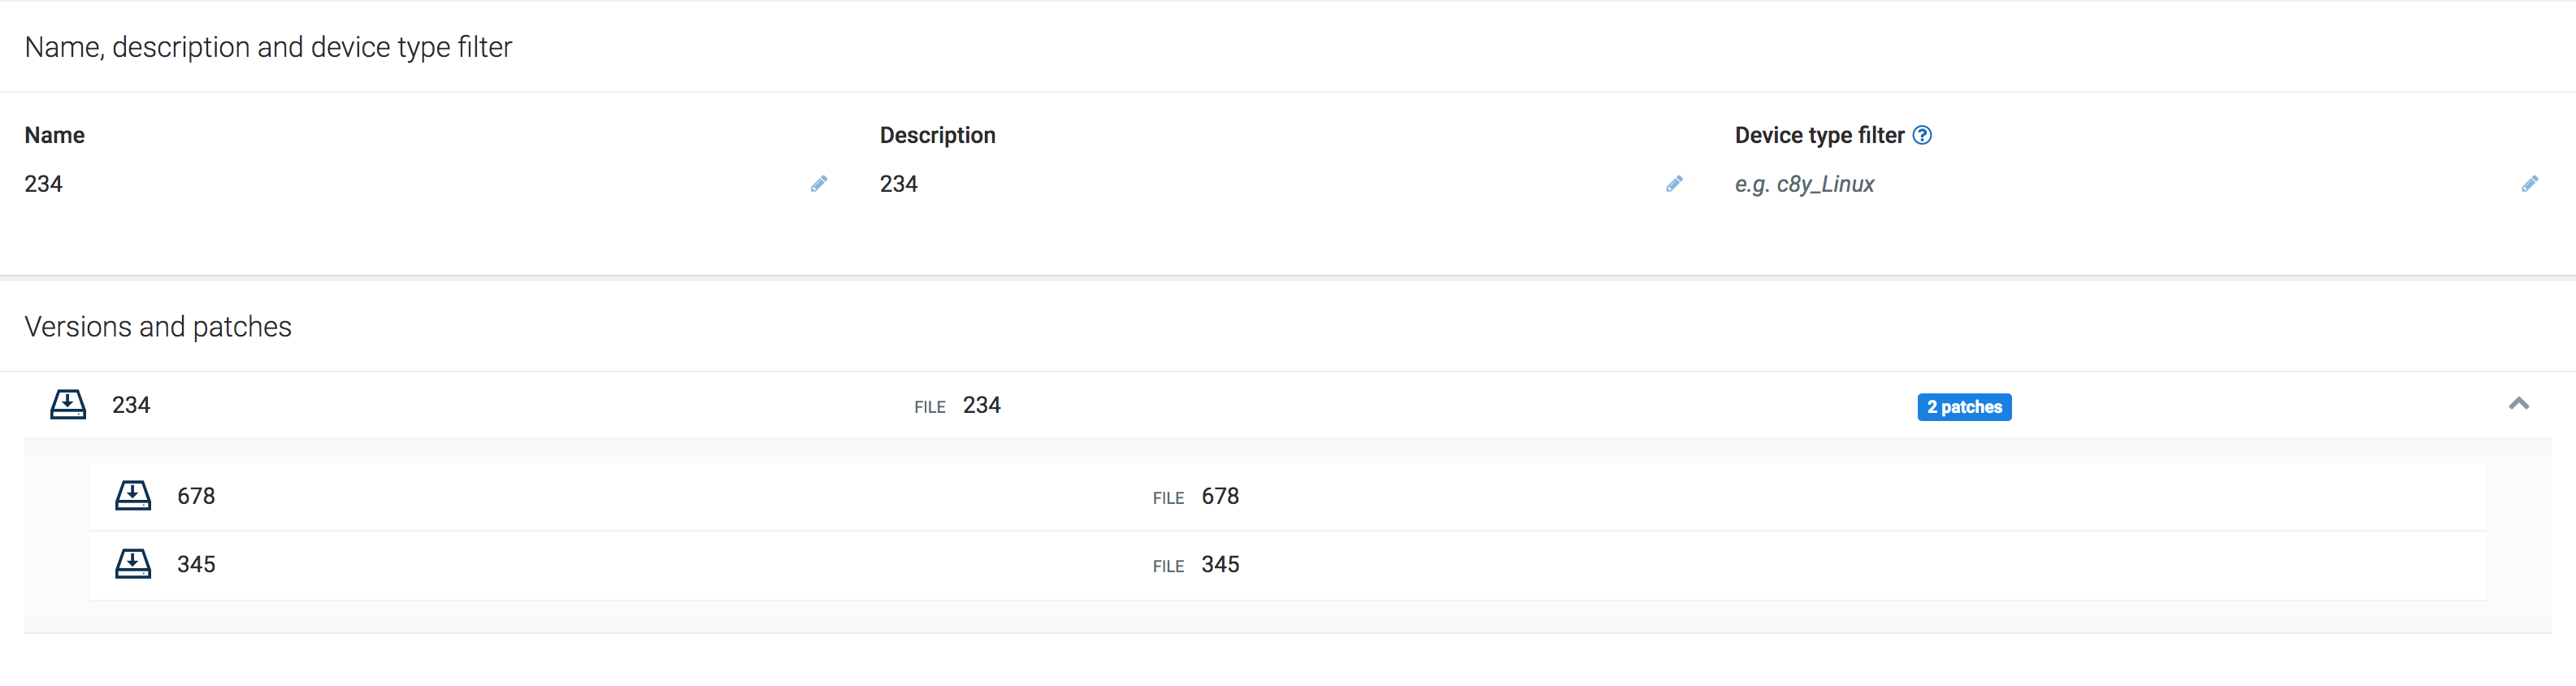 Name, description and device type filter
Name Description Device type filter
234 234 e.g. c8y_Linux
Versions and patches
234 FILE 234 2 patches
678 FILE 678
345 FILE 345